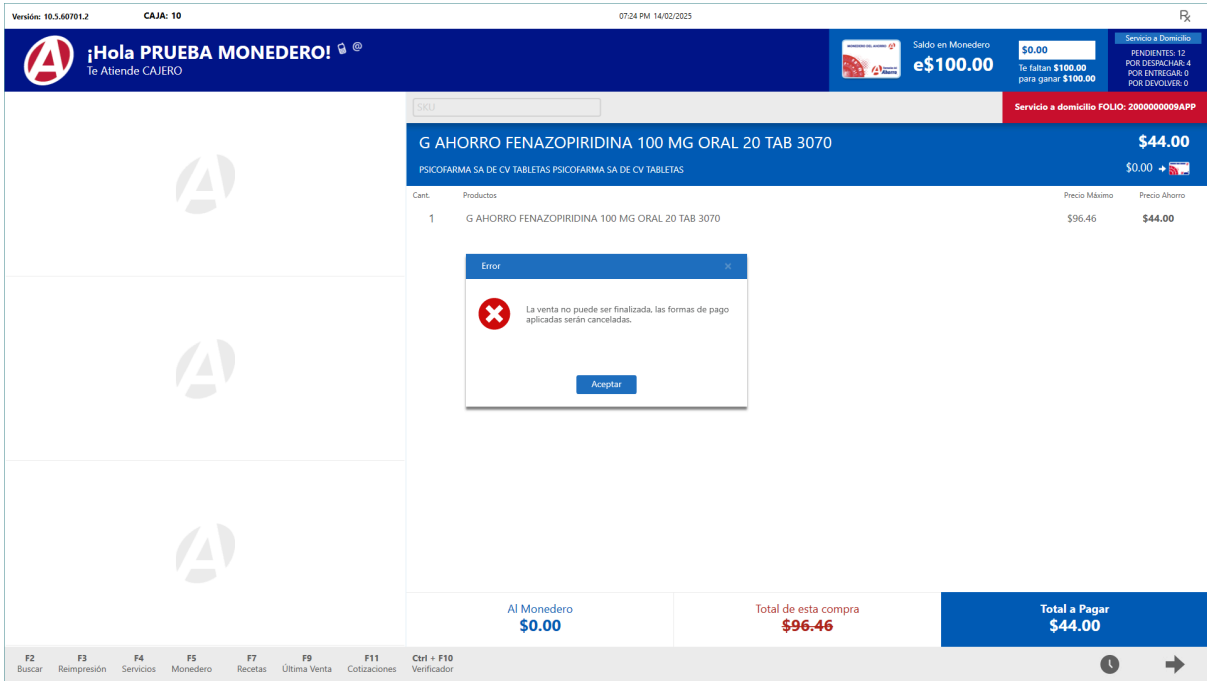 Versión: 10.5.60701.2
CAJA: 10
07:24 PM 14/02/2025
¡Hola PRUEBA MONEDERO! @
Te Atiende CAJERO
Saldo en Monedero
e$100.00
$0.00
Te faltan $100.00
para ganar $100.00
Servicio a Domicilio
PENDIENTES: 12
POR DESPACHAR: 4
POR ENTREGAR: 0
POR DEVOLVER: 0
SKU
Servicio a domicilio FOLIO: 2000000009APP
G AHORRO FENAZOPIRIDINA 100 MG ORAL 20 TAB 3070
$44.00
PSICOFARMA SA DE CV TABLETAS PSICOFARMA SA DE CV TABLETAS
$0.00
Cant. Productos Precio Máximo Precio Ahorro
1 G AHORRO FENAZOPIRIDINA 100 MG ORAL 20 TAB 3070 $96.46 $44.00
Error
La venta no puede ser finalizada, las formas de pago
aplicadas serán canceladas.
Aceptar
Al Monedero
$0.00
Total de esta compra
$96.46
Total a Pagar
$44.00
F2 F3 F4 F5 F7 F9 F11 Ctrl + F10
Buscar Reimpresión Servicios Monedero Recetas Última Venta Cotizaciones Verificador